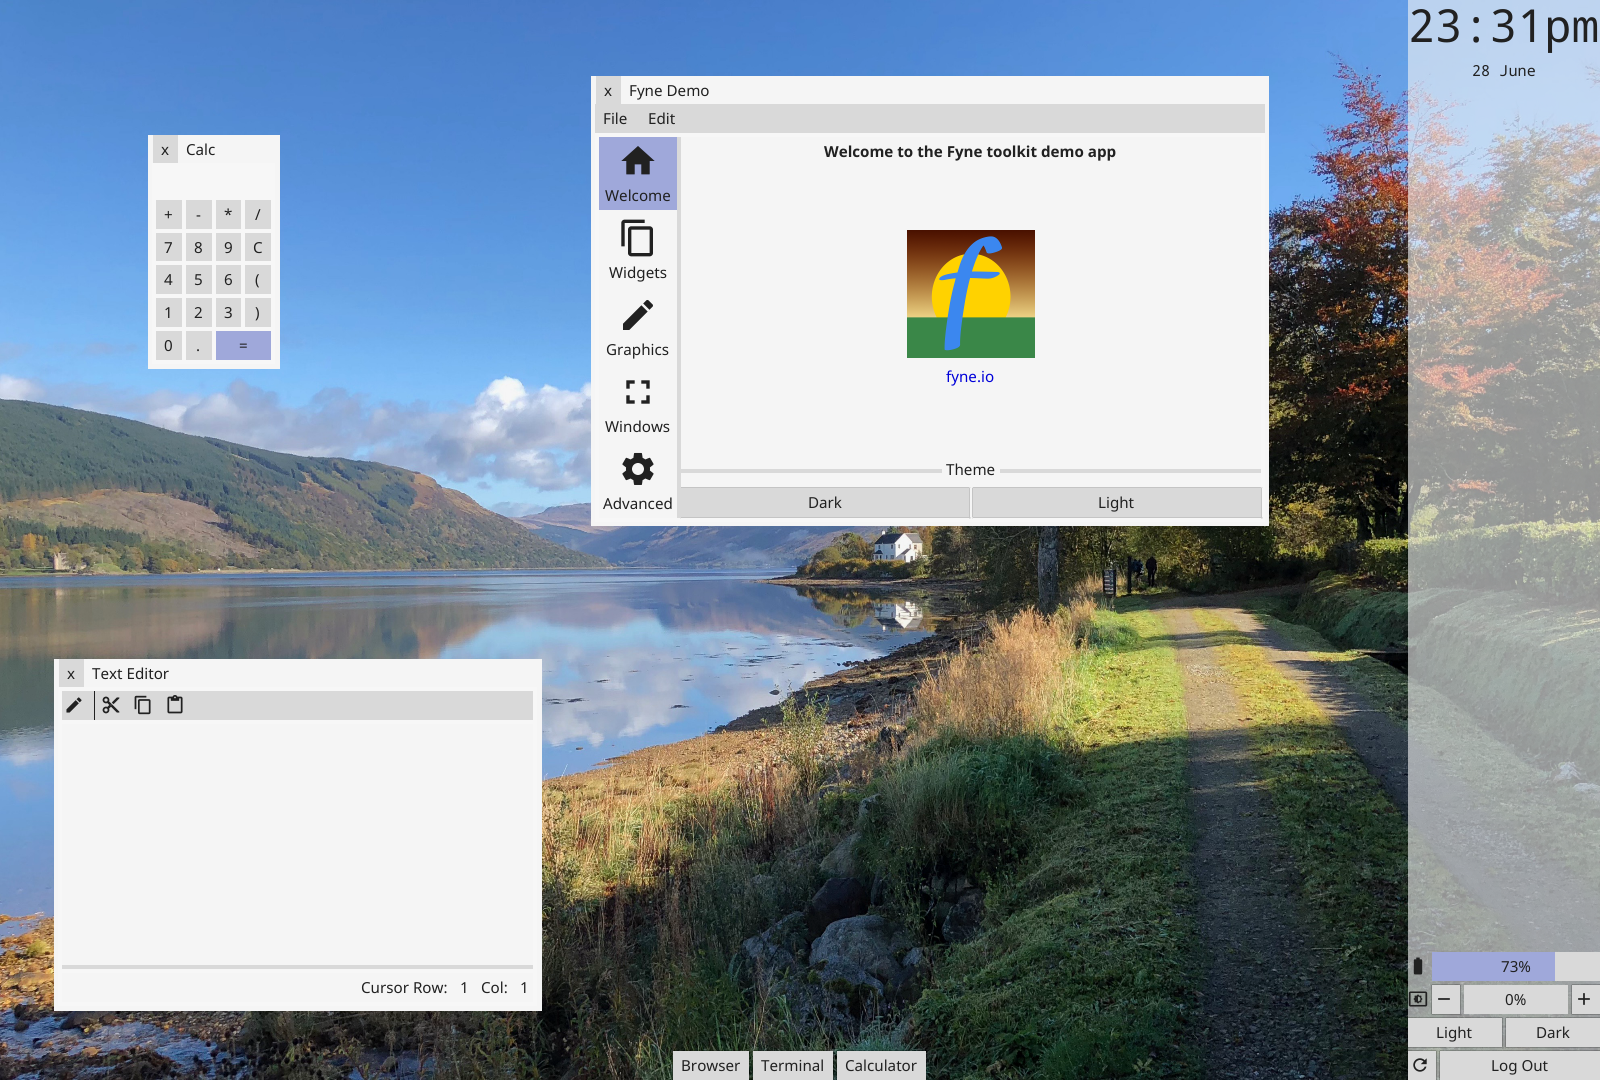 23:31pm
28 June
x Fyne Demo
File Edit
Welcome
Widgets
Graphics
Windows
Advanced
Welcome to the Fyne toolkit demo app
f
fyne.io
Theme
Dark Light
x Calc
+ - * /
7 8 9 C
4 5 6 (
1 2 3 )
0 . =
x Text Editor
Cursor Row: 1 Col: 1
Browser Terminal Calculator
73%
0%
Light Dark
Log Out